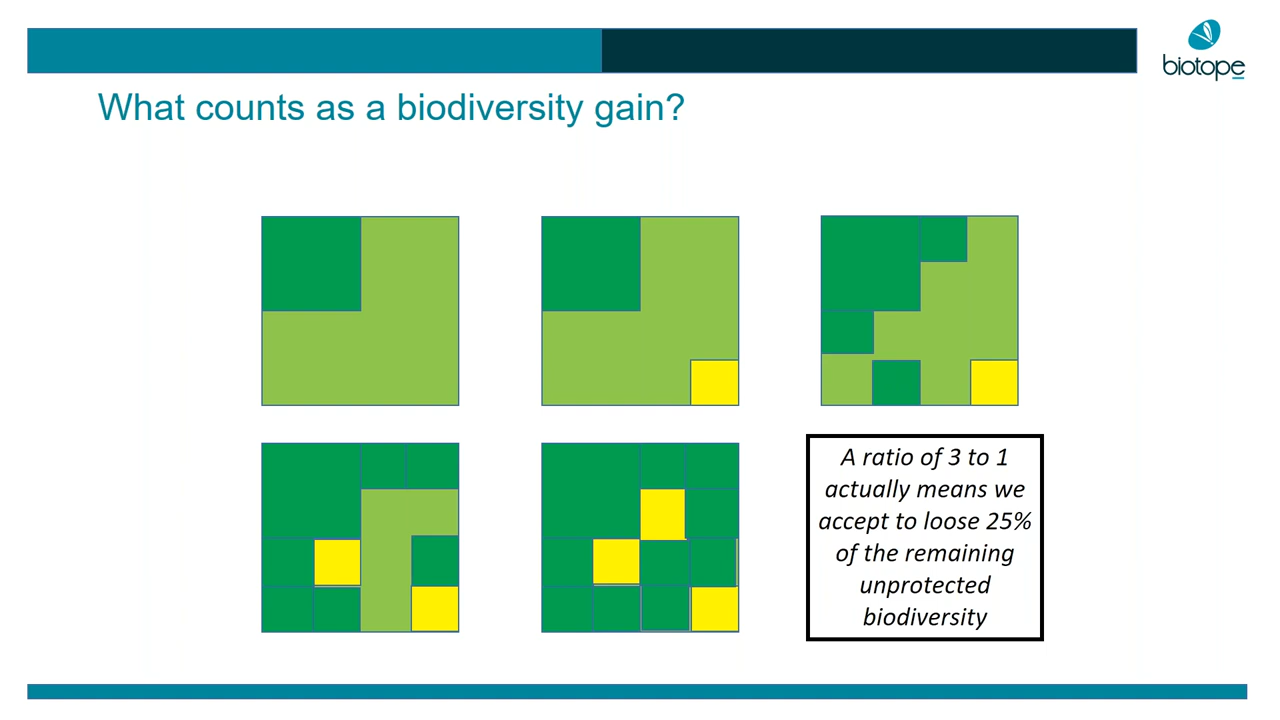 biotope
What counts as a biodiversity gain?
A ratio of 3 to 1
actually means we
accept to loose 25%
of the remaining
unprotected
biodiversity